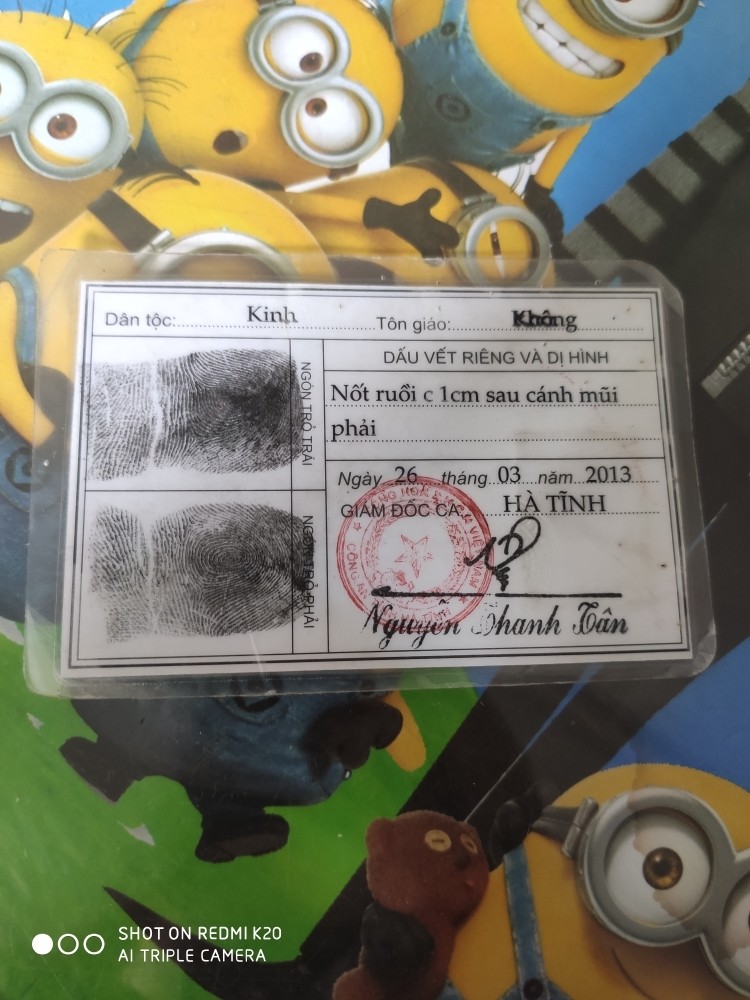 Dân tộc: Kinh Tôn giáo: Không
NGÓN TRỎ TRÁI
DẤU VẾT RIÊNG VÀ DỊ HÌNH
Nốt ruồi c 1cm sau cánh mũi
phải
NGÓN TRỎ PHẢI
Ngày 26 tháng 03 năm 2013
GIÁM ĐỐC CA: HÀ TĨNH
Nguyễn Thanh Tân
SHOT ON REDMI K20
AI TRIPLE CAMERA